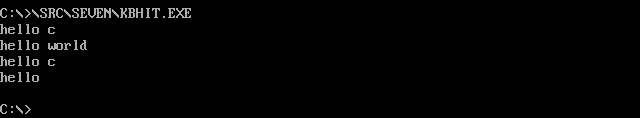 C:\>\SRC\SEVEN\KBHIT.EXE
hello c
hello world
hello c
hello
C:\>